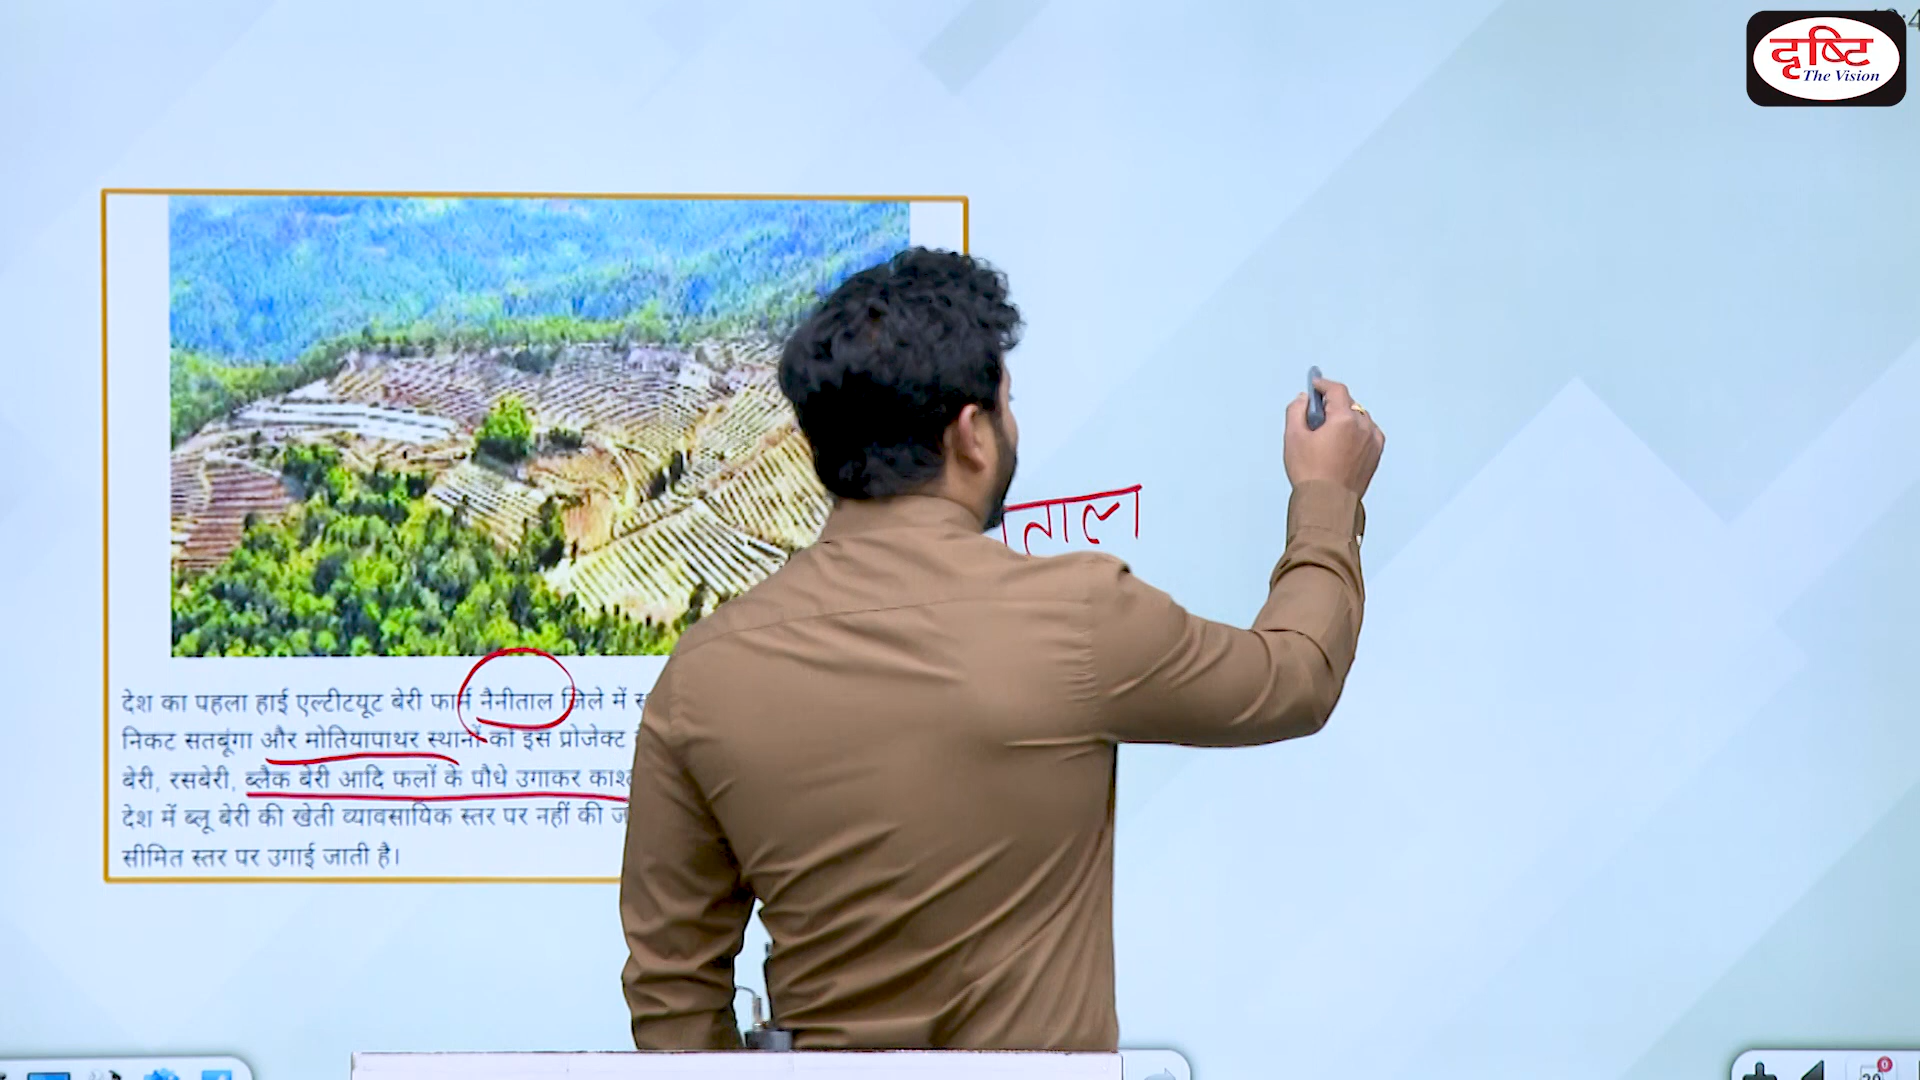 दृष्टि
The Vision
ताल
देश का पहला हाई एल्टीटयूट बेरी फार्म नैनीताल जिले में
निकट सतबूंगा और मोतियापाथर स्थानों को इस प्रोजेक्ट
बेरी, रसबेरी, ब्लैक बेरी आदि फलों के पौधे उगाकर
देश में ब्लू बेरी की खेती व्यावसायिक स्तर पर नहीं की
सीमित स्तर पर उगाई जाती है।